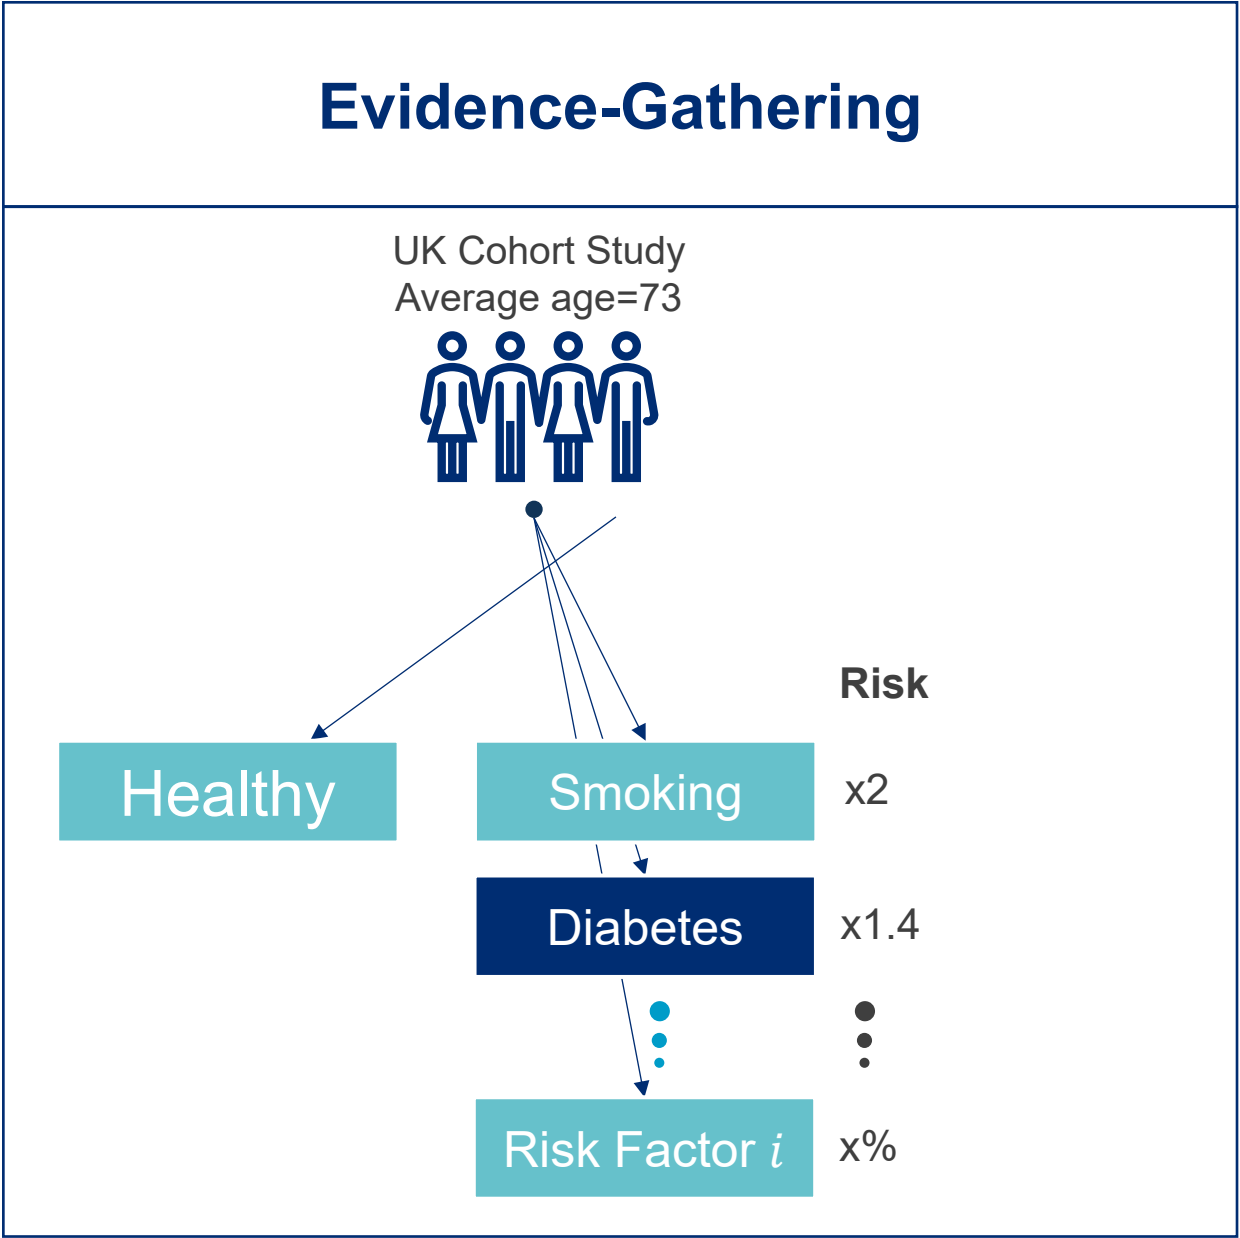 Evidence-Gathering
UK Cohort Study
Average age=73
Risk
Healthy
Smoking
x2
Diabetes
x1.4
Risk Factor i
x%